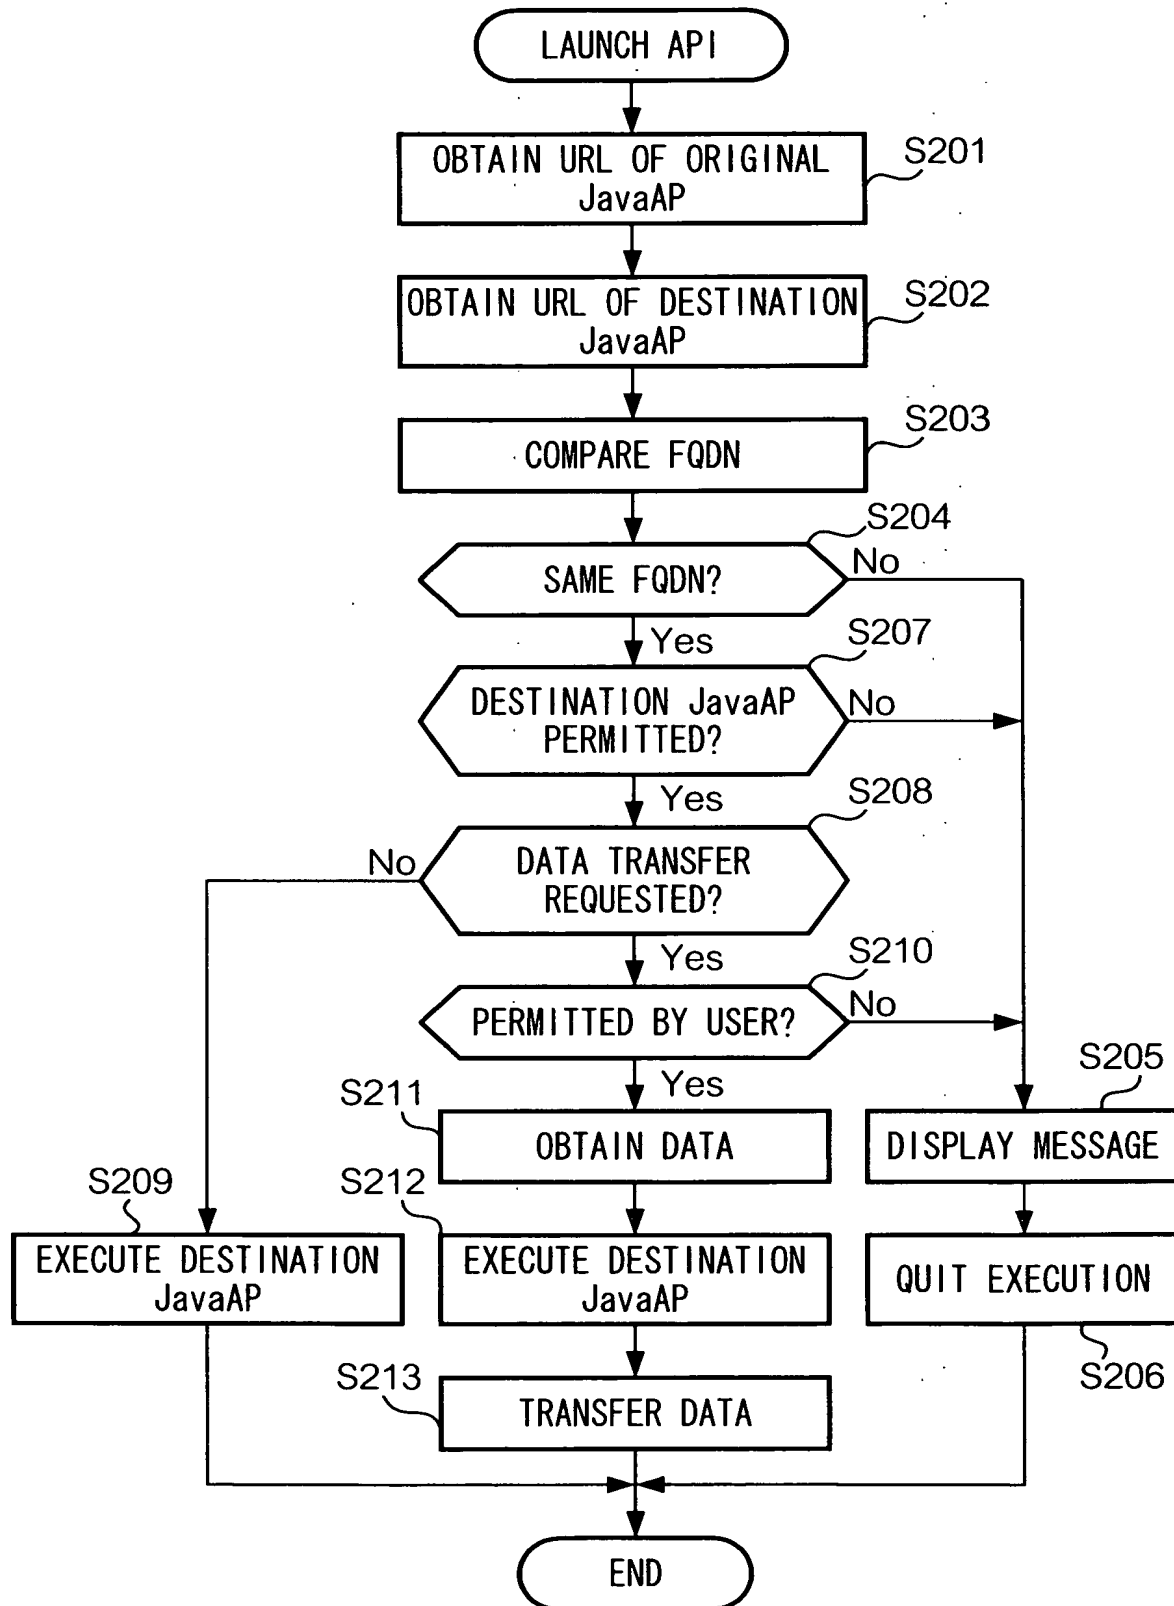 LAUNCH API
OBTAIN URL OF ORIGINAL
JavaAP
S201
OBTAIN URL OF DESTINATION
JavaAP
S202
COMPARE FQDN
S203
SAME FQDN?
S204
No
Yes
DESTINATION JavaAP
PERMITTED?
S207
No
Yes
DATA TRANSFER
REQUESTED?
S208
No
Yes
PERMITTED BY USER?
S210
No
Yes
S211
OBTAIN DATA
S205
DISPLAY MESSAGE
S209
EXECUTE DESTINATION
JavaAP
S212
EXECUTE DESTINATION
JavaAP
QUIT EXECUTION
S206
S213
TRANSFER DATA
END